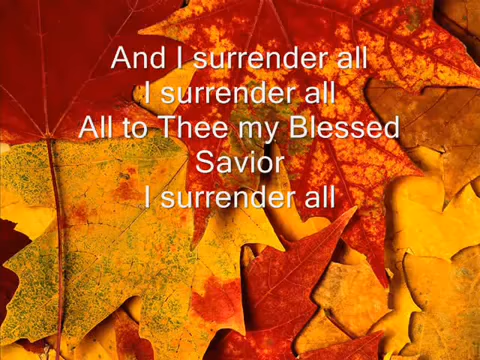 And I surrender all
I surrender all
All to Thee my Blessed
Savior
I surrender all